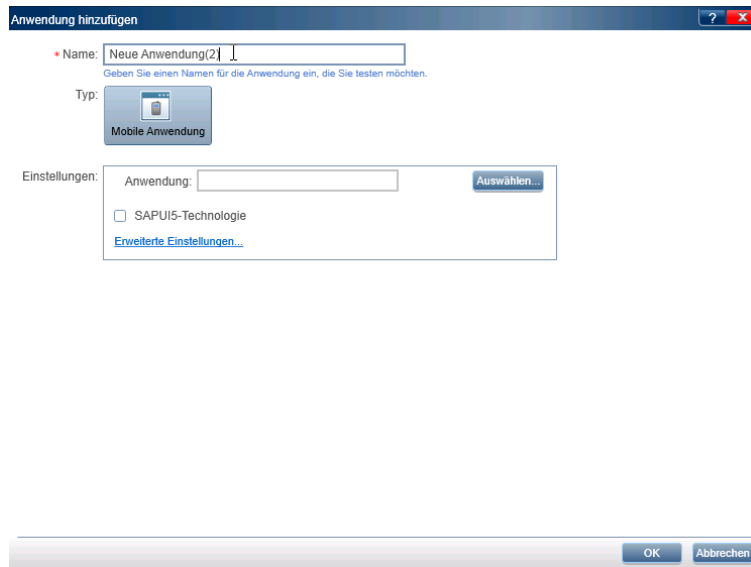 Anwendung hinzufügen
? x
* Name: Neue Anwendung(2)
Geben Sie einen Namen für die Anwendung ein, die Sie testen möchten.
Typ:
Mobile Anwendung
Einstellungen:
Anwendung: Auswählen...
SAPUI5-Technologie
Erweiterte Einstellungen...
OK Abbrechen